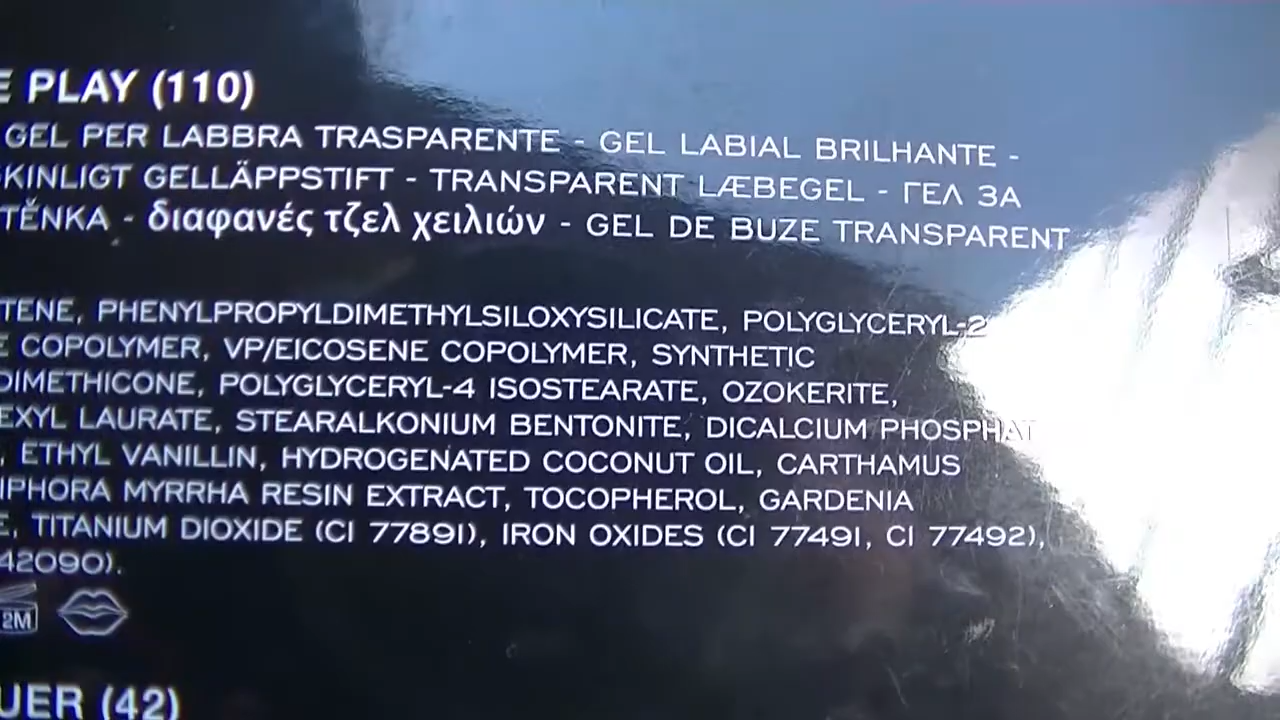 E PLAY (110)
GEL PER LABBRA TRASPARENTE - GEL LABIAL BRILHANTE -
KINLIGT GELLÄPPSTIFT - TRANSPARENT LÆBEGEL - ГЕЛ ЗА
TĚNKA - διαφανές τζελ χειλιών - GEL DE BUZE TRANSPARENT
TENE, PHENYLPROPYLDIMETHYLSILOXYSILICATE, POLYGLYCERYL-2
E COPOLYMER, VP/EICOSENE COPOLYMER, SYNTHETIC
DIMETHICONE, POLYGLYCERYL-4 ISOSTEARATE, OZOKERITE,
EXYL LAURATE, STEARALKONIUM BENTONITE, DICALCIUM PHOSPHAT
, ETHYL VANILLIN, HYDROGENATED COCONUT OIL, CARTHAMUS
IPHORA MYRRHA RESIN EXTRACT, TOCOPHEROL, GARDENIA
E, TITANIUM DIOXIDE (CI 77891), IRON OXIDES (CI 77491, CI 77492),
42090).
2M
UER (42)